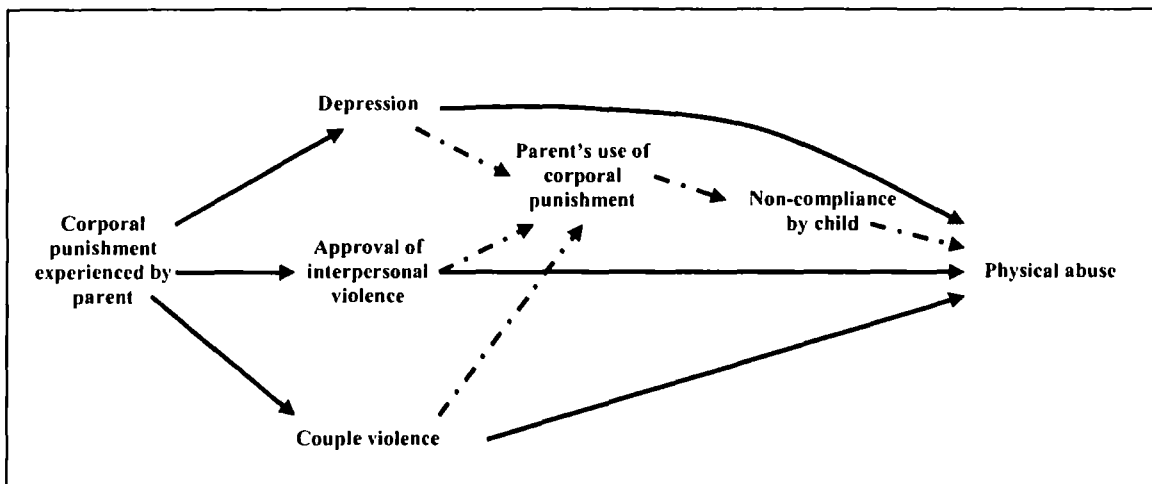 Depression
Parent's use of
corporal
punishment
Non-compliance
by child
Corporal
punishment
experienced by
parent
Approval of
interpersonal
violence
Physical abuse
Couple violence